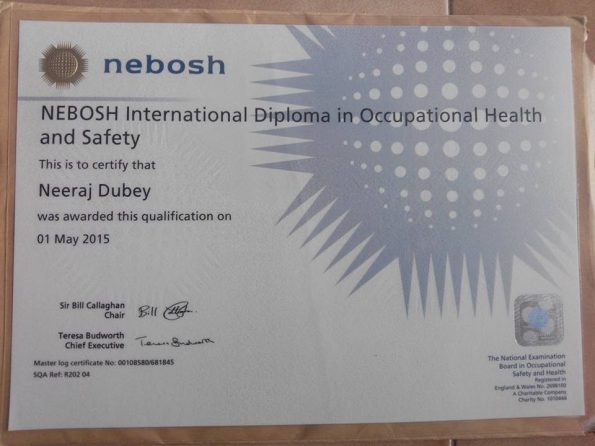 nebosh
NEBOSH International Diploma in Occupational Health
and Safety
This is to certify that
Neeraj Dubey
was awarded this qualification on
01 May 2015
Sir Bill Callaghan
Chair
Teresa Budworth
Chief Executive
Master log certificate No: 00108580/681845
SQA Ref: R202 04
The National Examination
Board in Occupational
Safety and Health
Registered in
England & Wales No. 2698100
A Charitable Company
Charity No. 1010444